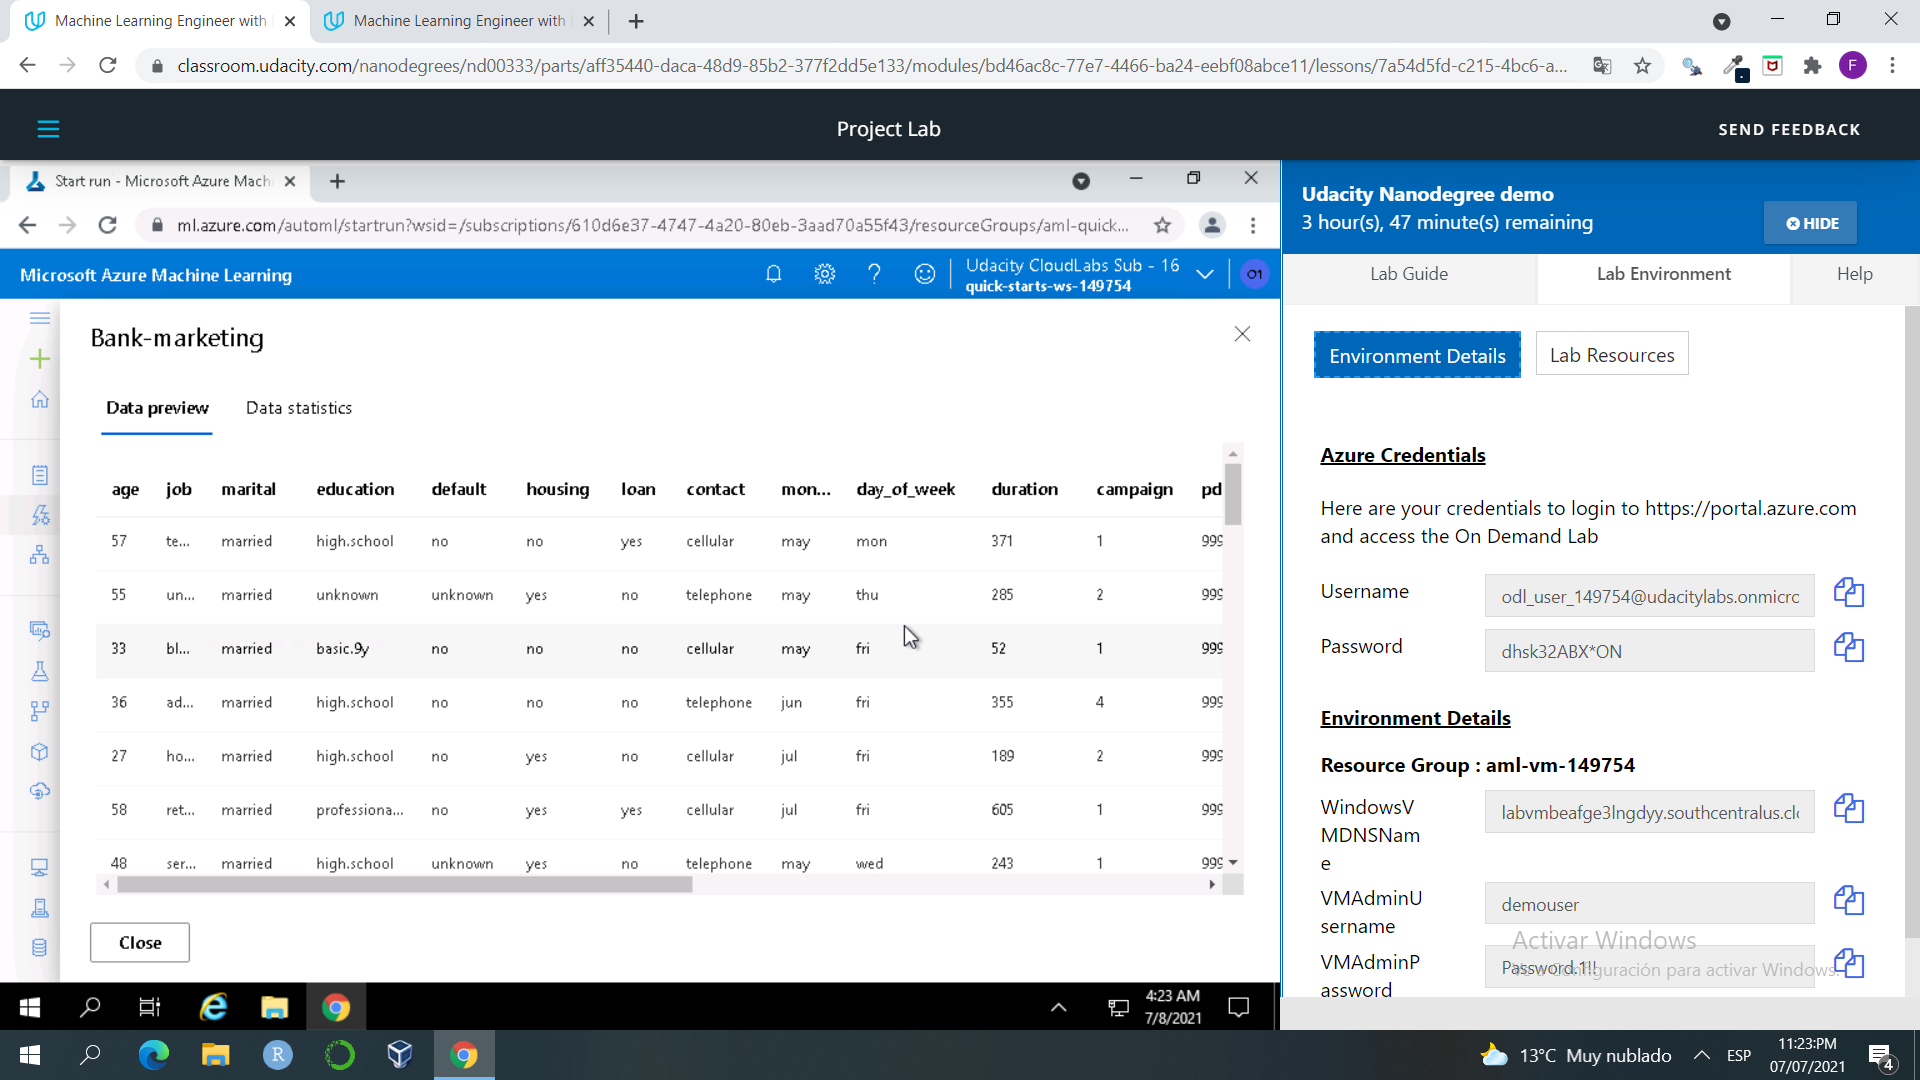 Machine Learning Engineer with
Machine Learning Engineer with
classroom.udacity.com/nanodegrees/nd00333/parts/aff35440-daca-48d9-85b2-377f2dd5e133/modules/bd46ac8c-77e7-4466-ba24-eebf08abce11/lessons/7a54d5fd-c215-4bc6-a...
F
Project Lab
SEND FEEDBACK
Start run - Microsoft Azure Machi
ml.azure.com/automl/startrun?wsid=/subscriptions/610d6e37-4747-4a20-80eb-3aad70a55f43/resourceGroups/aml-quick...
Microsoft Azure Machine Learning
Udacity CloudLabs Sub - 16
quick-starts-ws-149754
O1
Bank-marketing
Data preview Data statistics
age job marital education default housing loan contact mon... day_of_week duration campaign pd
57 te... married high.school no no yes cellular may mon 371 1 999
55 un... married unknown unknown yes no telephone may thu 285 2 999
33 bl... married basic.9y no no no cellular may fri 52 1 999
36 ad... married high.school no no no telephone jun fri 355 4 999
27 ho... married high.school no yes no cellular jul fri 189 2 999
58 ret... married professiona... no yes yes cellular jul fri 605 1 999
48 ser... married high.school unknown yes no telephone may wed 243 1 999
Close
4:23 AM
7/8/2021
Udacity Nanodegree demo
3 hour(s), 47 minute(s) remaining
HIDE
Lab Guide Lab Environment Help
Environment Details Lab Resources
Azure Credentials
Here are your credentials to login to https://portal.azure.com
and access the On Demand Lab
Username odl_user_149754@udacitylabs.onmicrc
Password dhsk32ABX*ON
Environment Details
Resource Group : aml-vm-149754
WindowsV
MDNSNam
e
labvmbeafge3lngdyy.southcentralus.clo
VMAdminU
sername
demouser
VMAdminP
assword
Password.1!!
Activar Windows
Ve a Configuración para activar Windows.
13°C Muy nublado
ESP
11:23:PM
07/07/2021
4